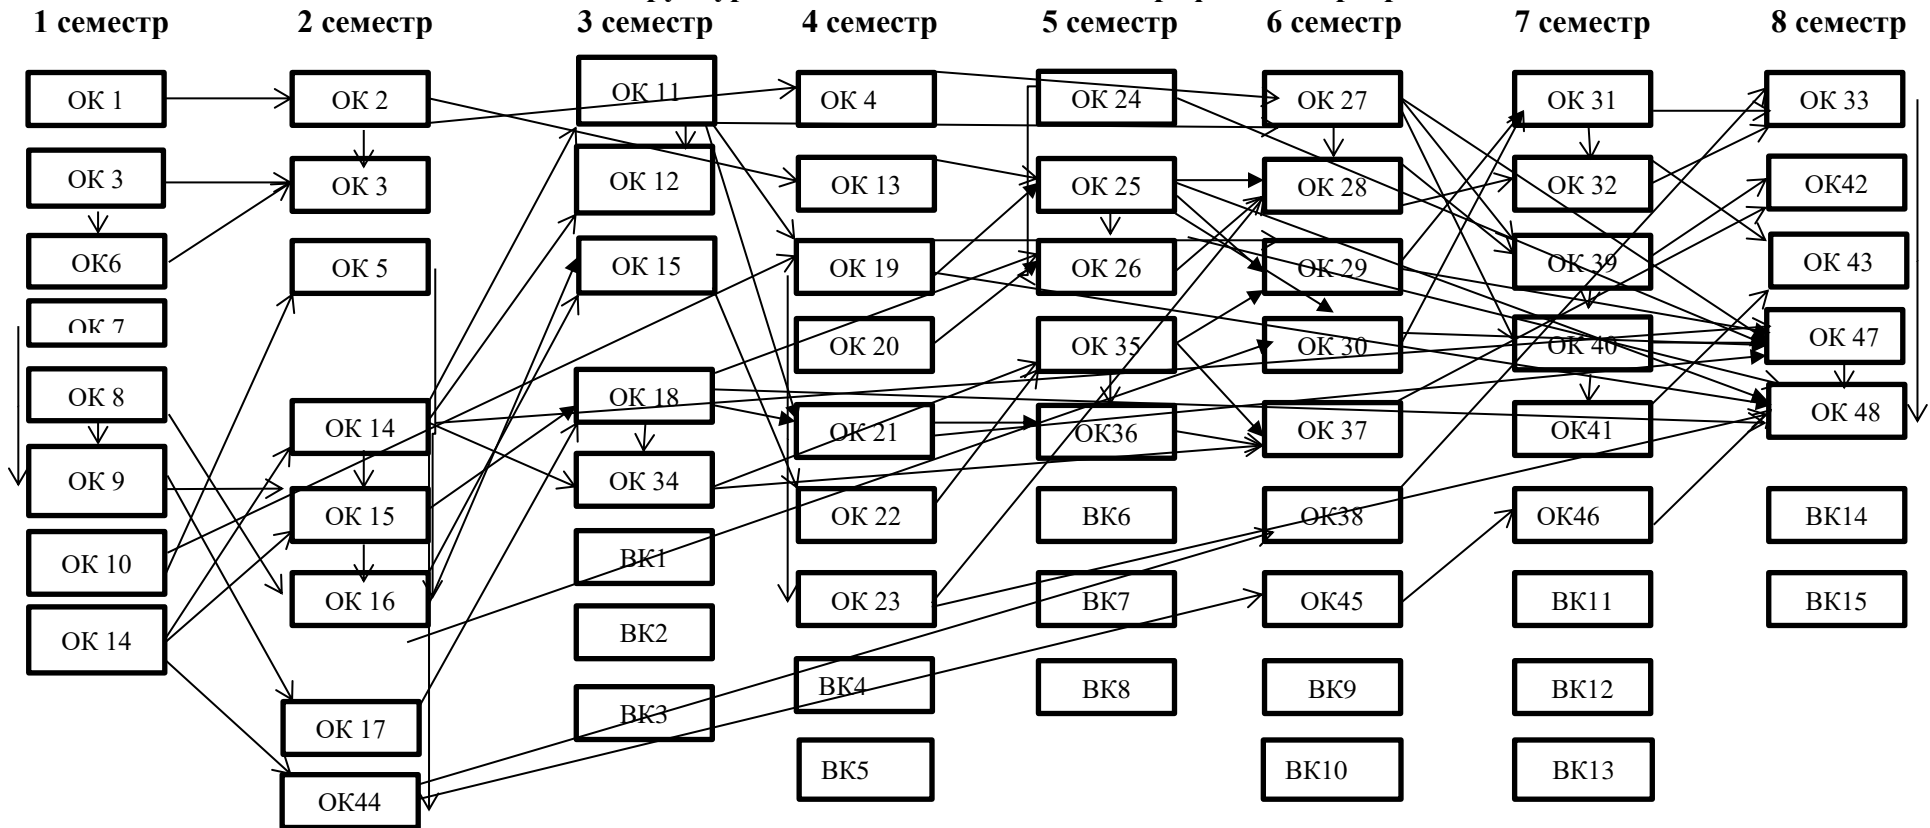 1 семестр 2 семестр 3 семестр 4 семестр 5 семестр 6 семестр 7 семестр 8 семестр
ОК 1
ОК 3
ОК6
ОК 7
ОК 8
ОК 9
ОК 10
ОК 14
ОК 2
ОК 3
ОК 5
ОК 14
ОК 15
ОК 16
ОК 17
ОК44
ОК 11
ОК 12
ОК 15
ОК 18
ОК 34
ВК1
ВК2
ВК3
ОК 4
ОК 13
ОК 19
ОК 20
ОК 21
ОК 22
ОК 23
ВК4
ВК5
ОК 24
ОК 25
ОК 26
ОК 35
ОК36
ВК6
ВК7
ВК8
ОК 27
ОК 28
ОК 29
ОК 30
ОК 37
ОК38
ОК45
ВК9
ВК10
ОК 31
ОК 32
ОК 39
ОК 40
ОК41
ОК46
ВК11
ВК12
ВК13
ОК 33
ОК42
ОК 43
ОК 47
ОК 48
ВК14
ВК15